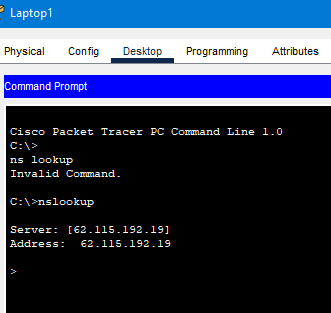 Laptop1
Physical Config Desktop Programming Attributes
Command Prompt
Cisco Packet Tracer PC Command Line 1.0
C:\>
ns lookup
Invalid Command.
C:\>nslookup
Server: [62.115.192.19]
Address:  62.115.192.19
>